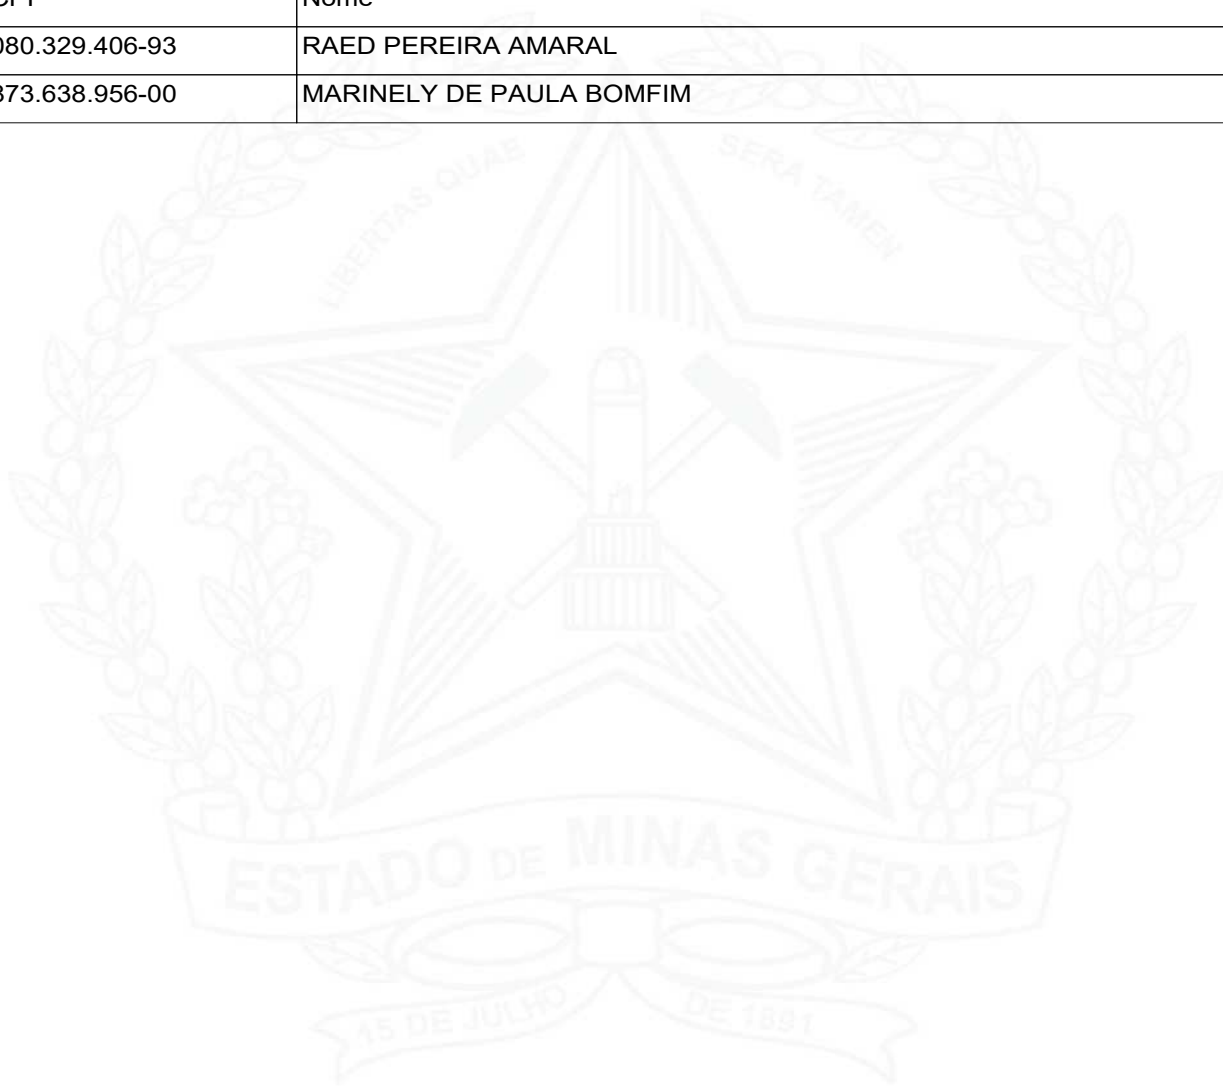 Nome
080.329.406-93 RAED PEREIRA AMARAL
873.638.956-00 MARINELY DE PAULA BOMFIM
LIBERTAS QUAE SERA TAMEN
ESTADO DE MINAS GERAIS
15 DE JULHO DE 1891